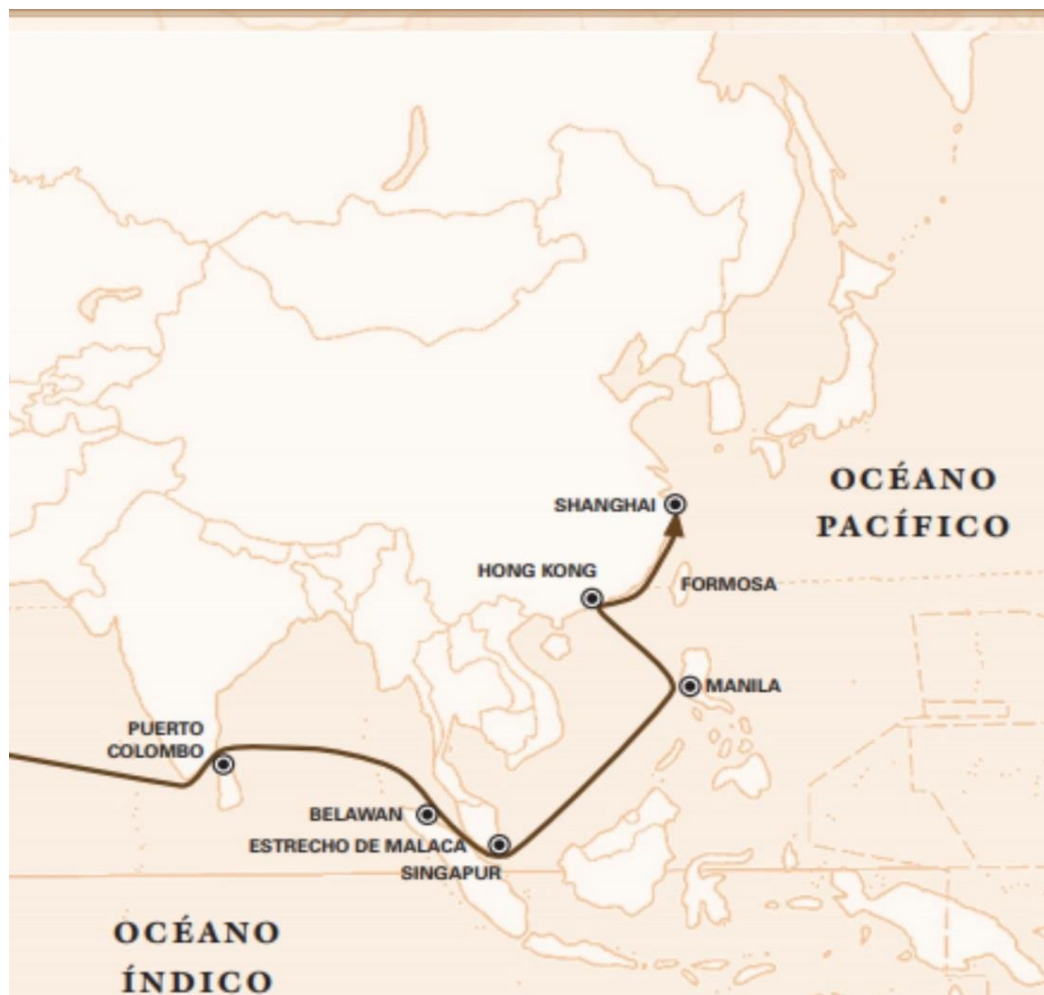 OCÉANO
PACÍFICO
SHANGHAI
HONG KONG
FORMOSA
MANILA
PUERTO
COLOMBO
BELAWAN
ESTRECHO DE MALACA
SINGAPUR
OCÉANO
ÍNDICO